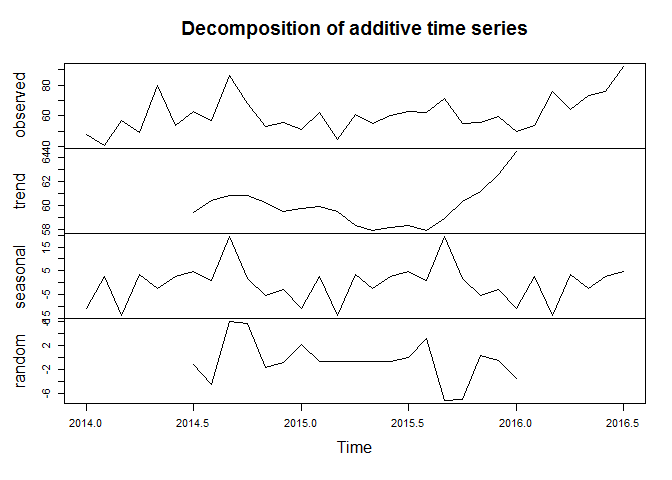 Decomposition of additive time series
observed
40 60 80
trend
58 60 62 64
seasonal
-15 -5 5 15
random
-6 -2 2 6
2014.0 2014.5 2015.0 2015.5 2016.0 2016.5
Time